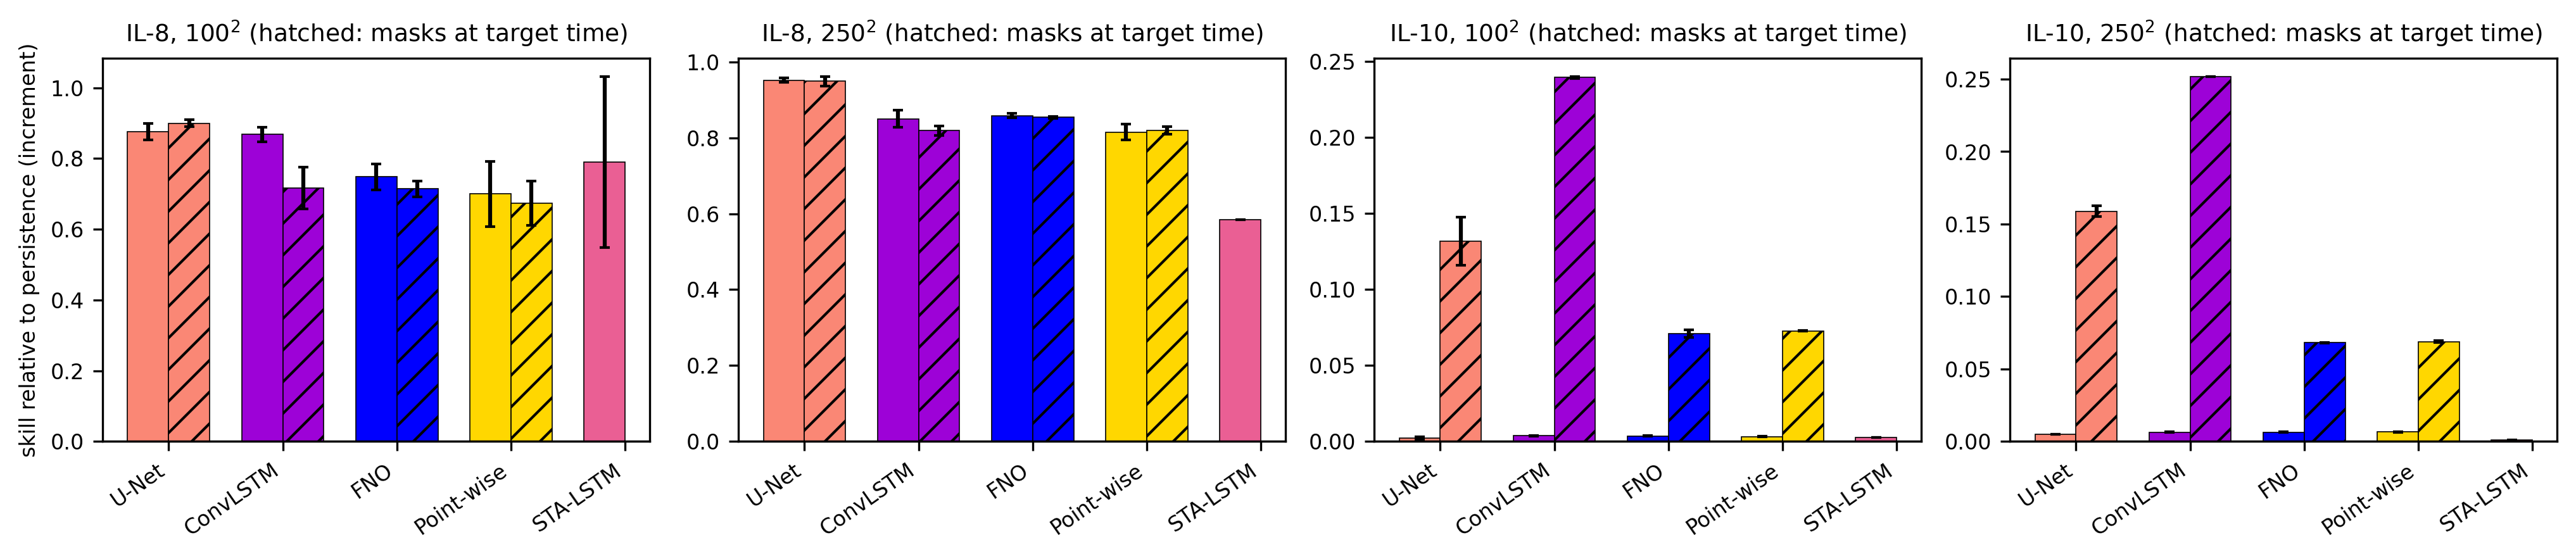 skill relative to persistence (increment)
IL-8, 100² (hatched: masks at target time)
1.0
0.8
0.6
0.4
0.2
0.0
U-Net
ConvLSTM
FNO
Point-wise
STA-LSTM
IL-8, 250² (hatched: masks at target time)
1.0
0.8
0.6
0.4
0.2
0.0
U-Net
ConvLSTM
FNO
Point-wise
STA-LSTM
IL-10, 100² (hatched: masks at target time)
0.25
0.20
0.15
0.10
0.05
0.00
U-Net
ConvLSTM
FNO
Point-wise
STA-LSTM
IL-10, 250² (hatched: masks at target time)
0.25
0.20
0.15
0.10
0.05
0.00
U-Net
ConvLSTM
FNO
Point-wise
STA-LSTM